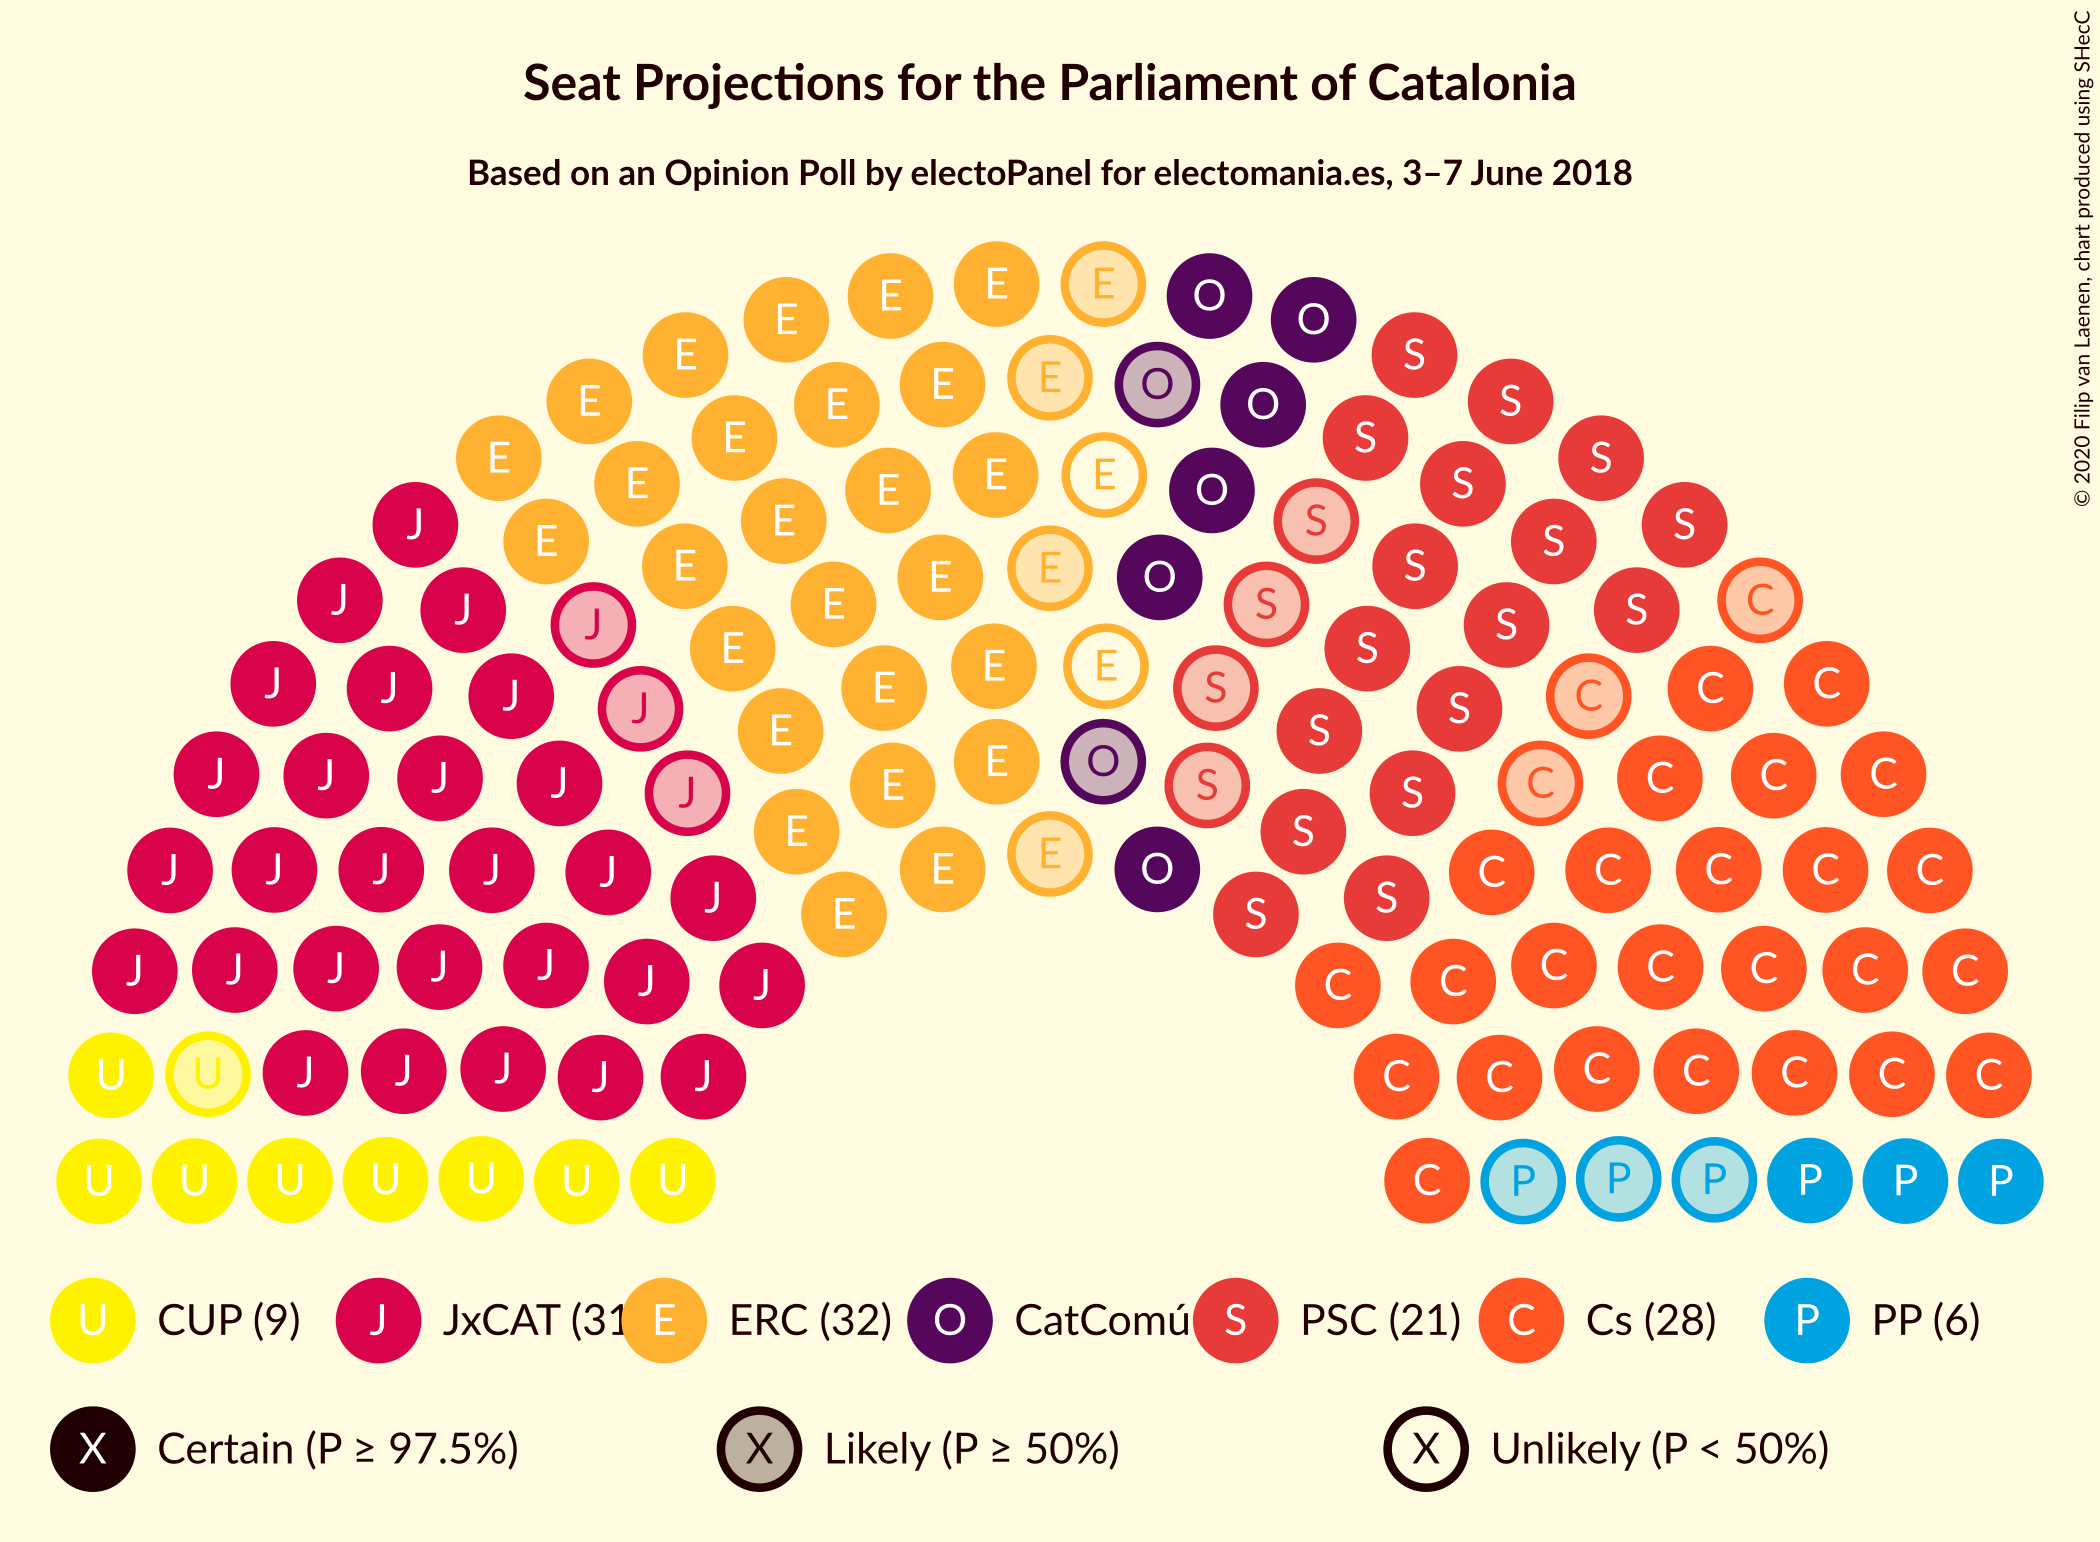 Seat Projections for the Parliament of Catalonia
Based on an Opinion Poll by electoPanel for electomania.es, 3–7 June 2018
© 2020 Filip van Laenen, chart produced using SHecC
E E E O O
E E S
E E O O S
E E E S
E E E O S S
J E E S S S
E E E O S S
J J E E S S S C
J E E E S S
J J J J E E S S C C C
J J J J J E E O S S C C C C
J J J J J J E E E O S S C C C C C
J J J J J J J E S C C C C C C C
U U J J J J J C C C C C C C
U U U U U U U C P P P P P P
U CUP (9) J JxCAT (31 E ERC (32) O CatComú S PSC (21) C Cs (28) P PP (6)
X Certain (P ≥ 97.5%) X Likely (P ≥ 50%) X Unlikely (P < 50%)